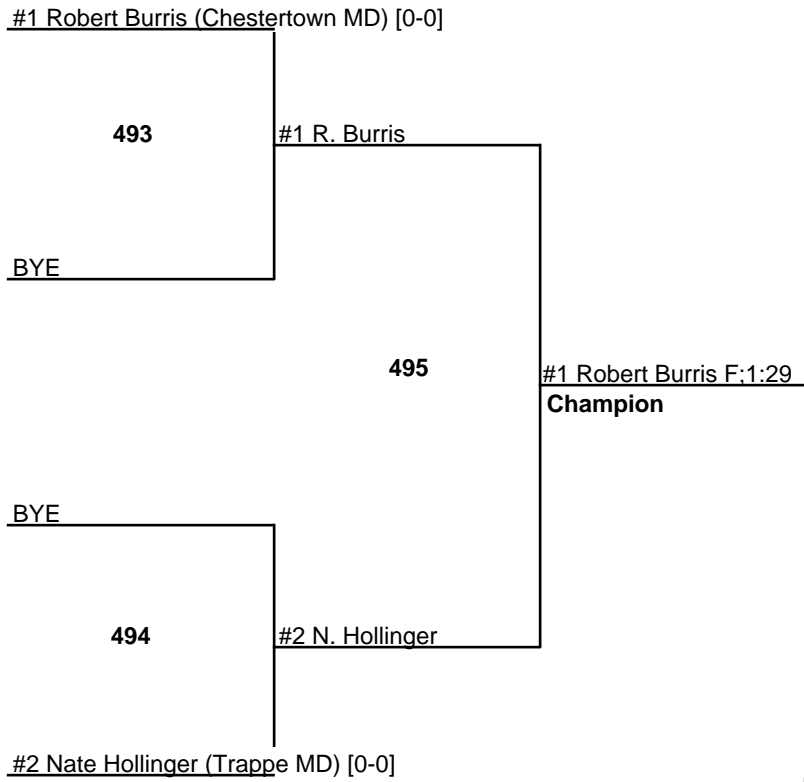 #1 Robert Burris (Chestertown MD) [0-0]
493
#1 R. Burris
BYE
495
#1 Robert Burris F;1:29
Champion
BYE
494
#2 N. Hollinger
#2 Nate Hollinger (Trappe MD) [0-0]